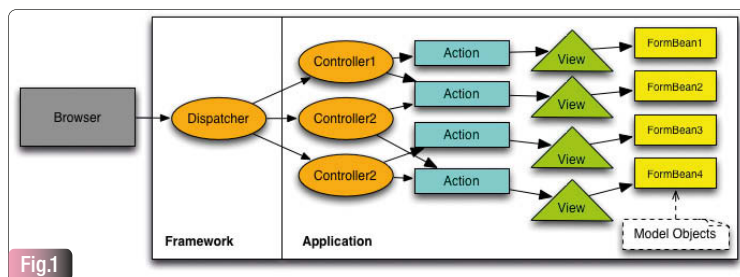 Browser
Dispatcher
Controller1
Controller2
Controller2
Action
Action
Action
Action
View
View
View
View
FormBean1
FormBean2
FormBean3
FormBean4
Model Objects
Framework
Application
Fig.1